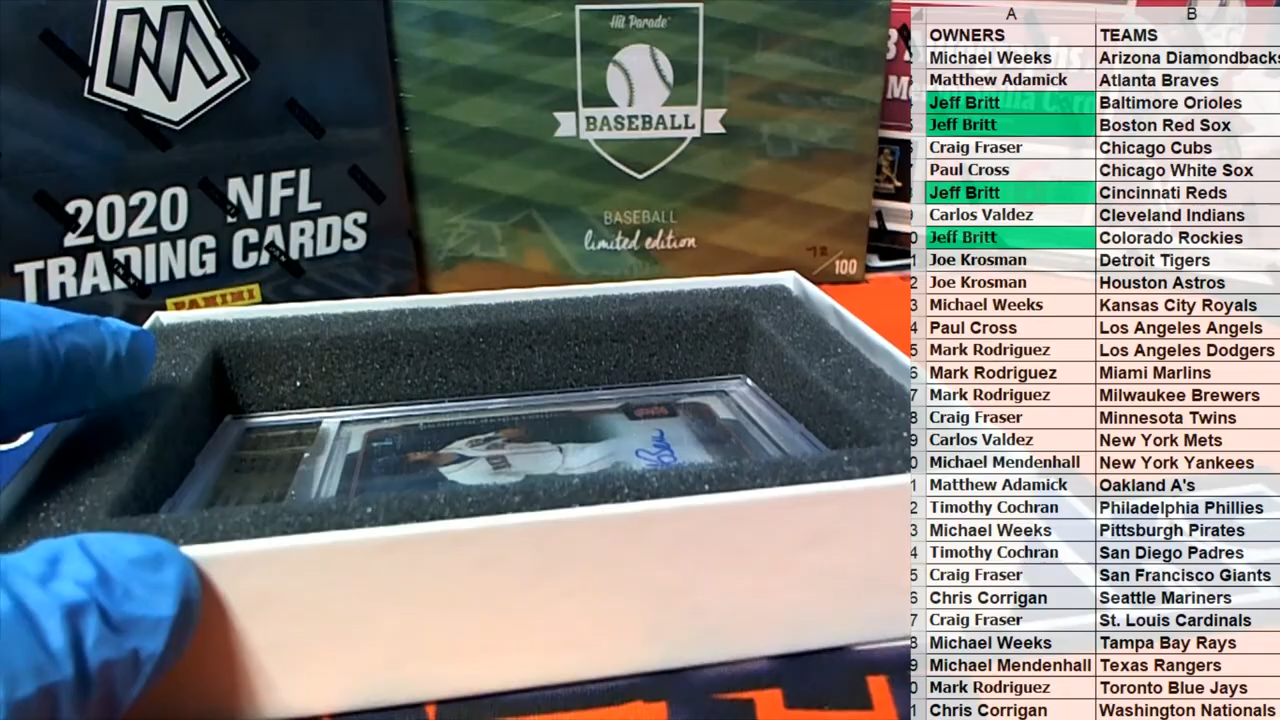 M
2020 NFL
TRADING CARDS
PANINI
Hit Parade
BASEBALL
BASEBALL
limited edition
/100
A B
OWNERS TEAMS
Michael Weeks Arizona Diamondbacks
Matthew Adamick Atlanta Braves
Jeff Britt Baltimore Orioles
Jeff Britt Boston Red Sox
Craig Fraser Chicago Cubs
Paul Cross Chicago White Sox
Jeff Britt Cincinnati Reds
Carlos Valdez Cleveland Indians
Jeff Britt Colorado Rockies
Joe Krosman Detroit Tigers
Joe Krosman Houston Astros
Michael Weeks Kansas City Royals
Paul Cross Los Angeles Angels
Mark Rodriguez Los Angeles Dodgers
Mark Rodriguez Miami Marlins
Mark Rodriguez Milwaukee Brewers
Craig Fraser Minnesota Twins
Carlos Valdez New York Mets
Michael Mendenhall New York Yankees
Matthew Adamick Oakland A's
Timothy Cochran Philadelphia Phillies
Michael Weeks Pittsburgh Pirates
Timothy Cochran San Diego Padres
Craig Fraser San Francisco Giants
Chris Corrigan Seattle Mariners
Craig Fraser St. Louis Cardinals
Michael Weeks Tampa Bay Rays
Michael Mendenhall Texas Rangers
Mark Rodriguez Toronto Blue Jays
Chris Corrigan Washington Nationals